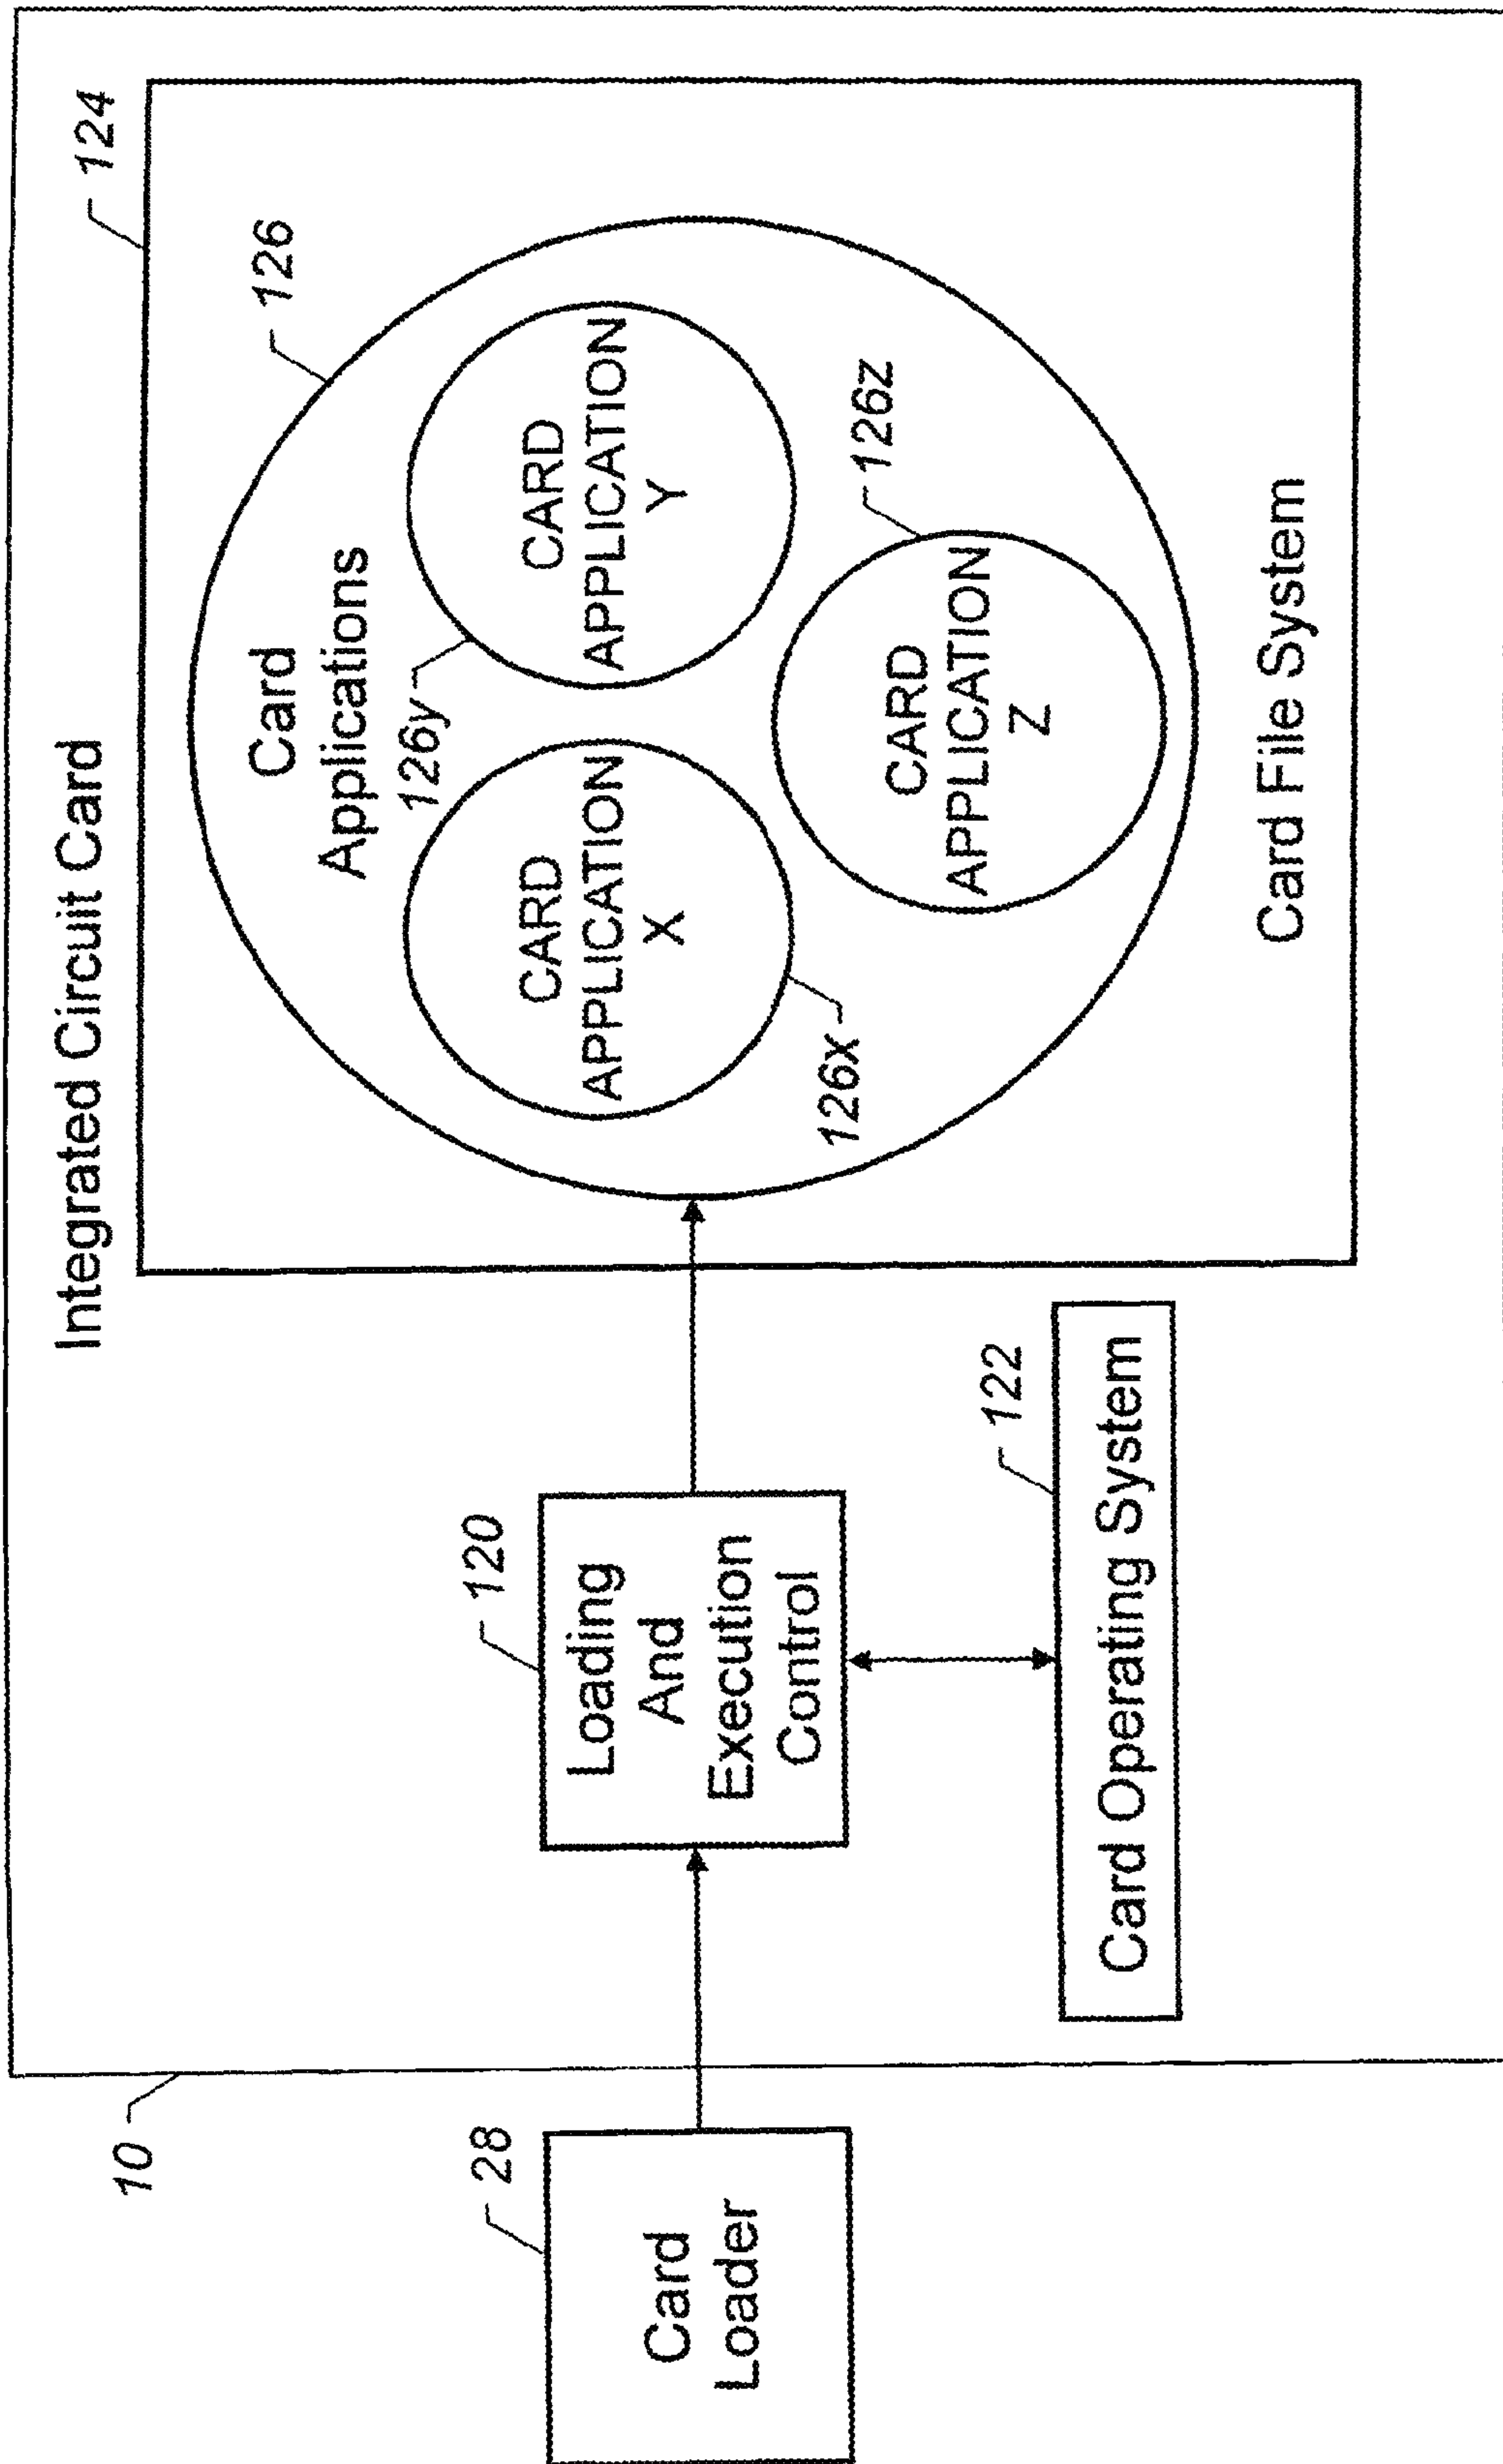 Integrated Circuit Card
10
124
126
Card
Applications
126y
CARD
APPLICATION
X
126x
CARD
APPLICATION
Y
CARD
APPLICATION
Z
126z
Card File System
28
Card
Loader
120
Loading
And
Execution
Control
122
Card Operating System